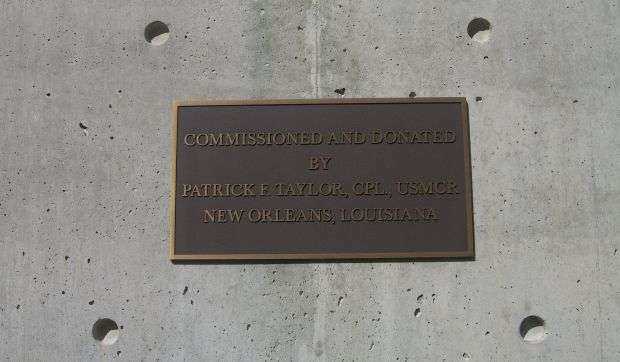 COMMISSIONED AND DONATED
BY
PATRICK F. TAYLOR, CPL., USMCR
NEW ORLEANS, LOUISIANA